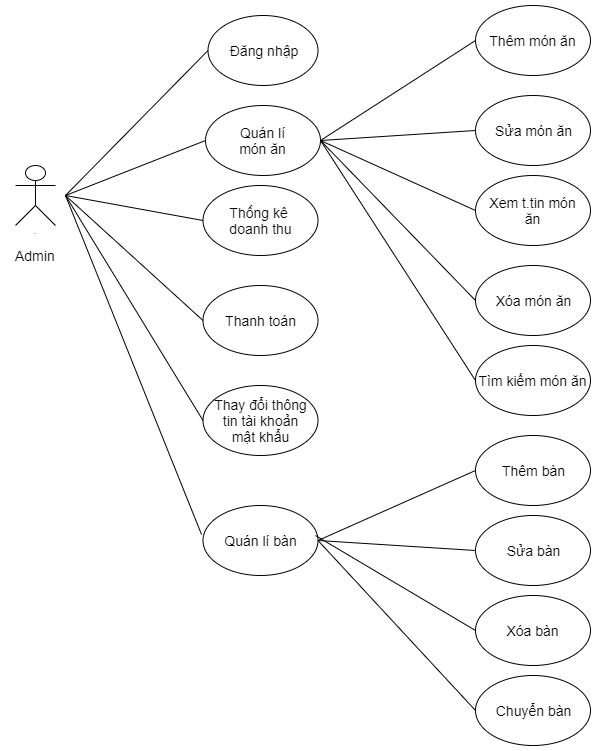 Đăng nhập
Quán lí
món ăn
Thống kê
doanh thu
Thanh toán
Thay đổi thông
tin tài khoản
mật khẩu
Quán lí bàn
Admin
Thêm món ăn
Sửa món ăn
Xem t.tin món
ăn
Xóa món ăn
Tìm kiếm món ăn
Thêm bàn
Sửa bàn
Xóa bàn
Chuyển bàn